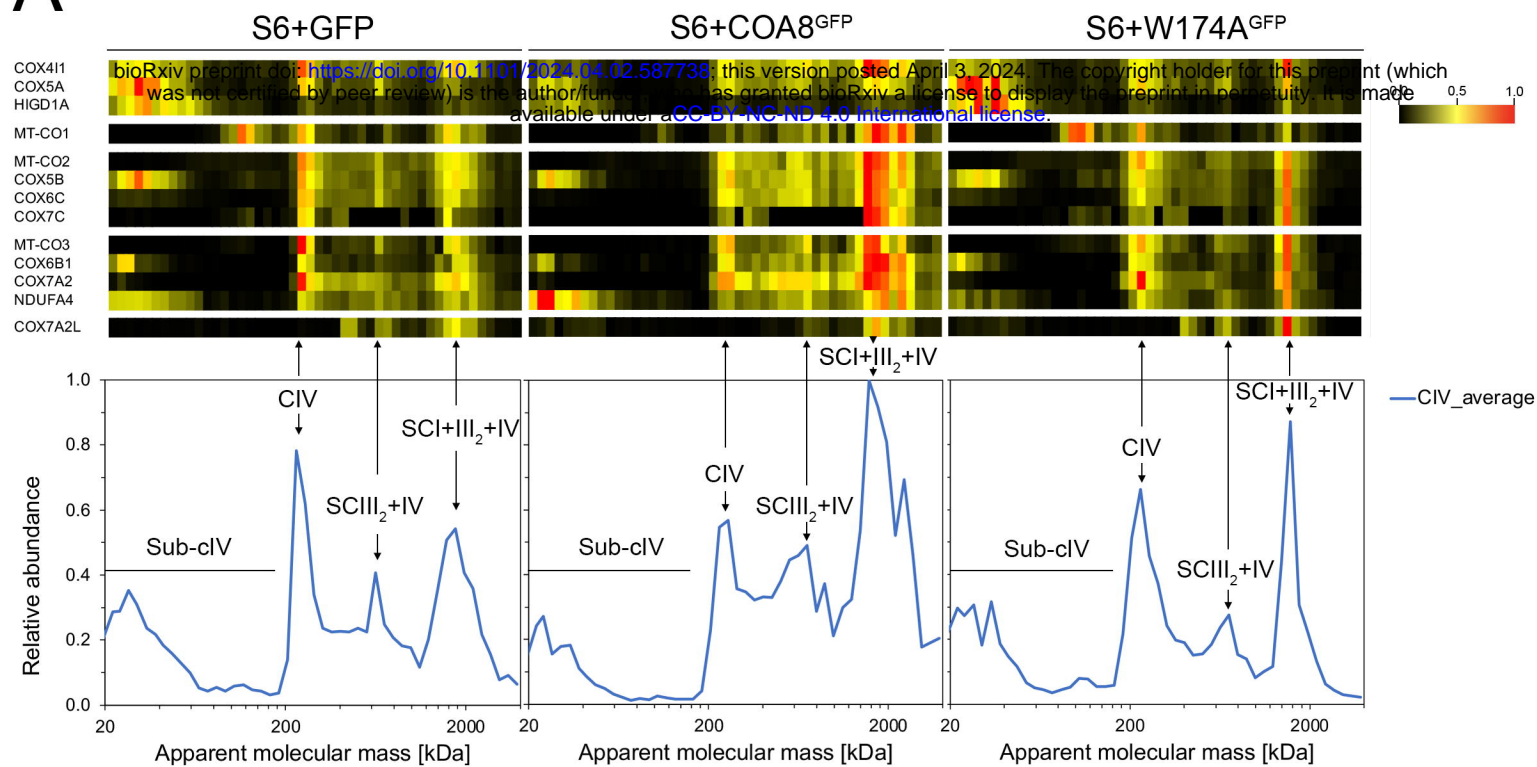 A
S6+GFP
S6+COA8GFP
S6+W174AGFP
COX4I1
COX5A
HIGD1A
MT-CO1
MT-CO2
COX5B
COX6C
COX7C
MT-CO3
COX6B1
COX7A2
NDUFA4
COX7A2L
bioRxiv preprint doi: https://doi.org/10.1101/2024.04.02.587738; this version posted April 3, 2024. The copyright holder for this preprint (which
was not certified by peer review) is the author/funder, who has granted bioRxiv a license to display the preprint in perpetuity. It is made
available under aCC-BY-NC-ND 4.0 International license.
0.5 1.0
SCI+III2+IV
CIV
SCI+III2+IV
SCIII2+IV
Sub-cIV
CIV
SCIII2+IV
Sub-cIV
SCI+III2+IV
CIV
SCIII2+IV
Sub-cIV
CIV_average
Relative abundance
1.0
0.8
0.6
0.4
0.2
0.0
20 200 2000
20 200 2000
20 200 2000
Apparent molecular mass [kDa]
Apparent molecular mass [kDa]
Apparent molecular mass [kDa]